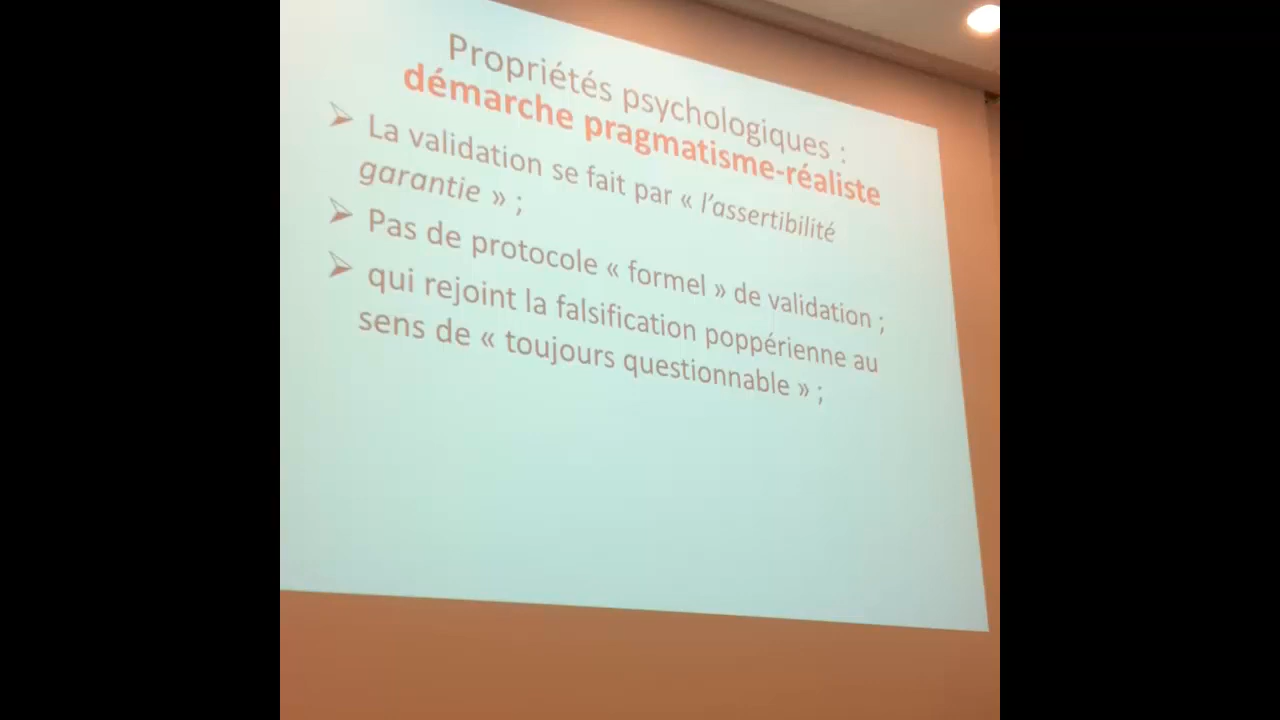 Propriétés psychologiques :
démarche pragmatisme-réaliste
La validation se fait par « l’assertibilité
garantie » ;
Pas de protocole « formel » de validation ;
qui rejoint la falsification poppérienne au
sens de « toujours questionnable » ;